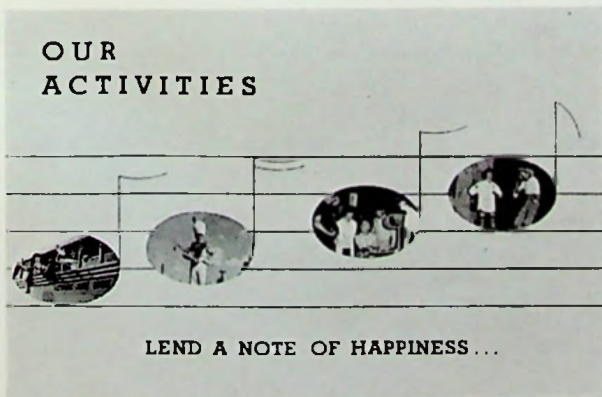 OUR
ACTIVITIES
LEND A NOTE OF HAPPINESS...